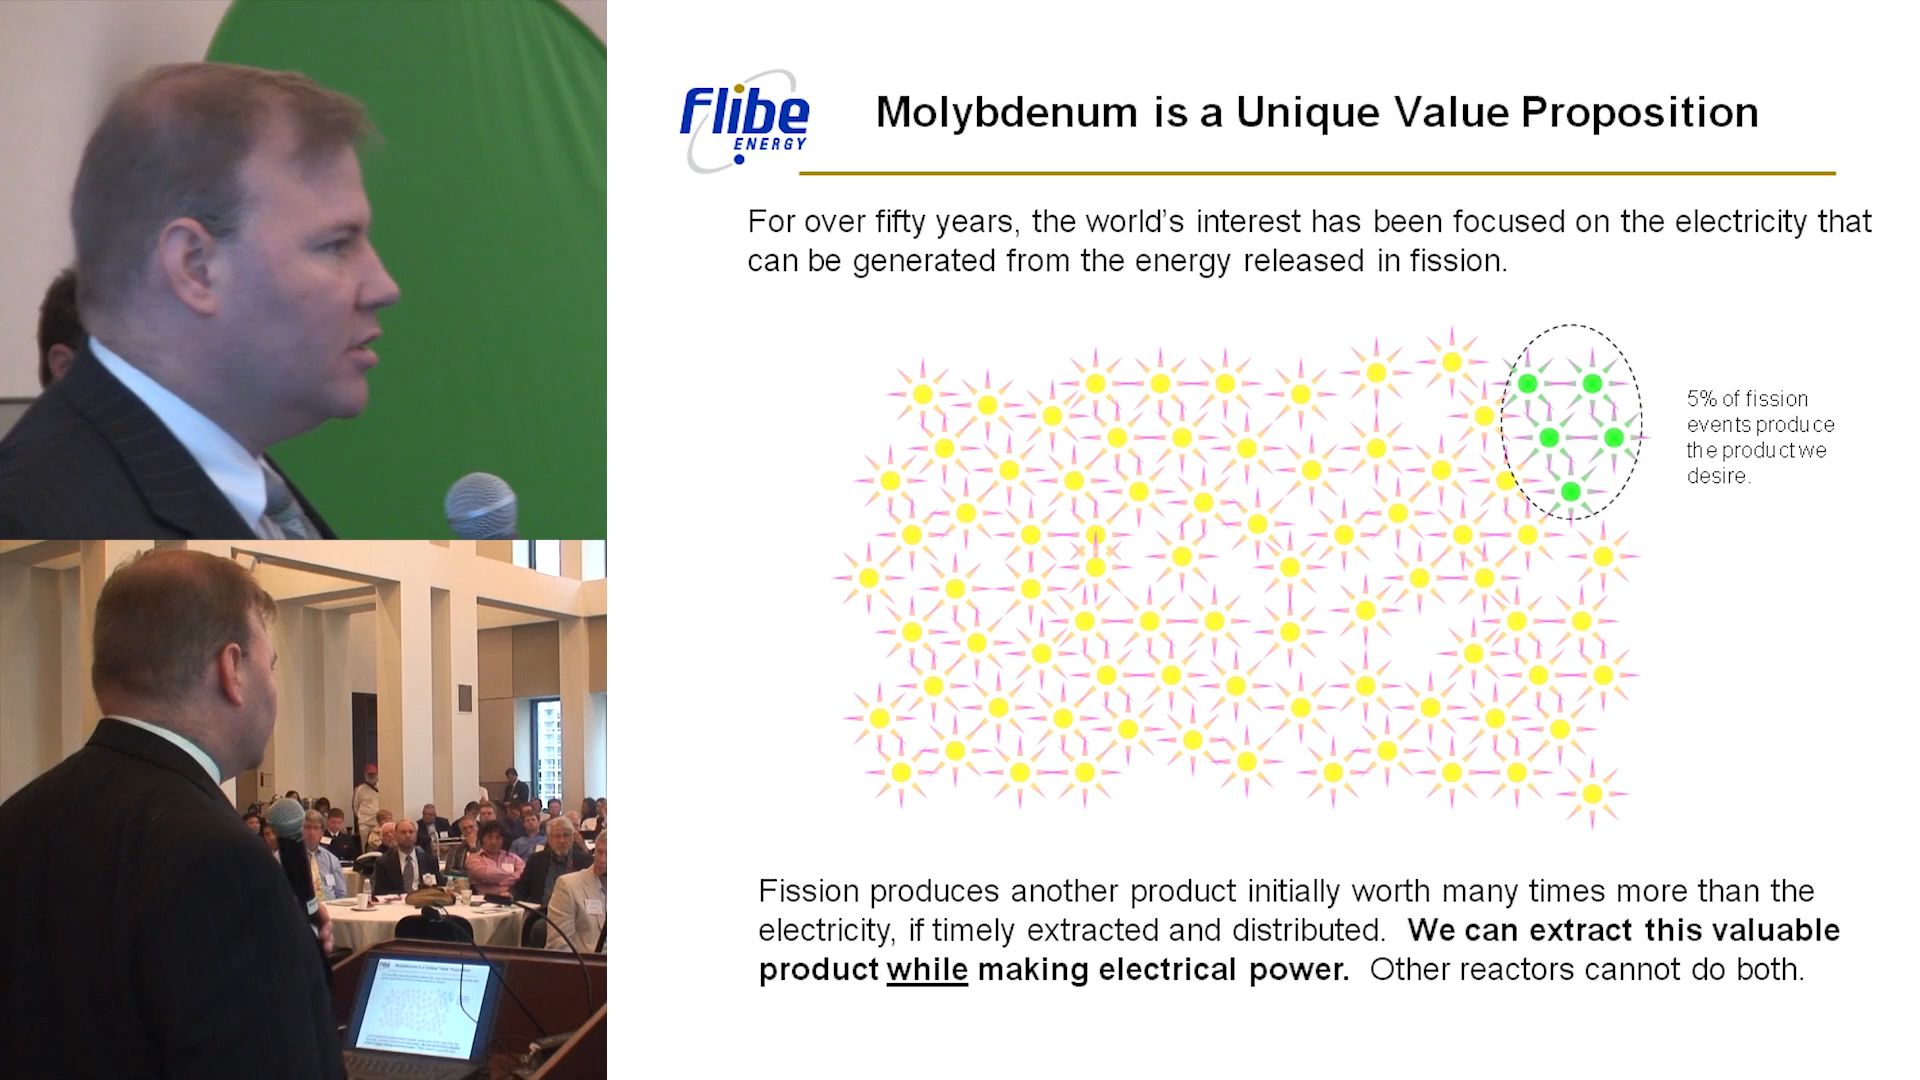 Flibe
ENERGY
Molybdenum is a Unique Value Proposition
For over fifty years, the world's interest has been focused on the electricity that
can be generated from the energy released in fission.
5% of fission
events produce
the product we
desire.
Fission produces another product initially worth many times more than the
electricity, if timely extracted and distributed.  We can extract this valuable
product while making electrical power.  Other reactors cannot do both.